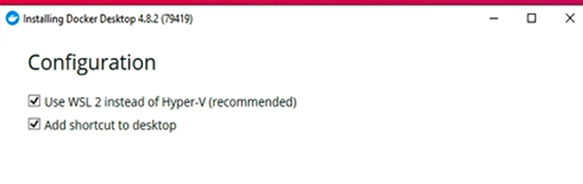 Installing Docker Desktop 4.8.2 (79419)
Configuration
Use WSL 2 instead of Hyper-V (recommended)
Add shortcut to desktop